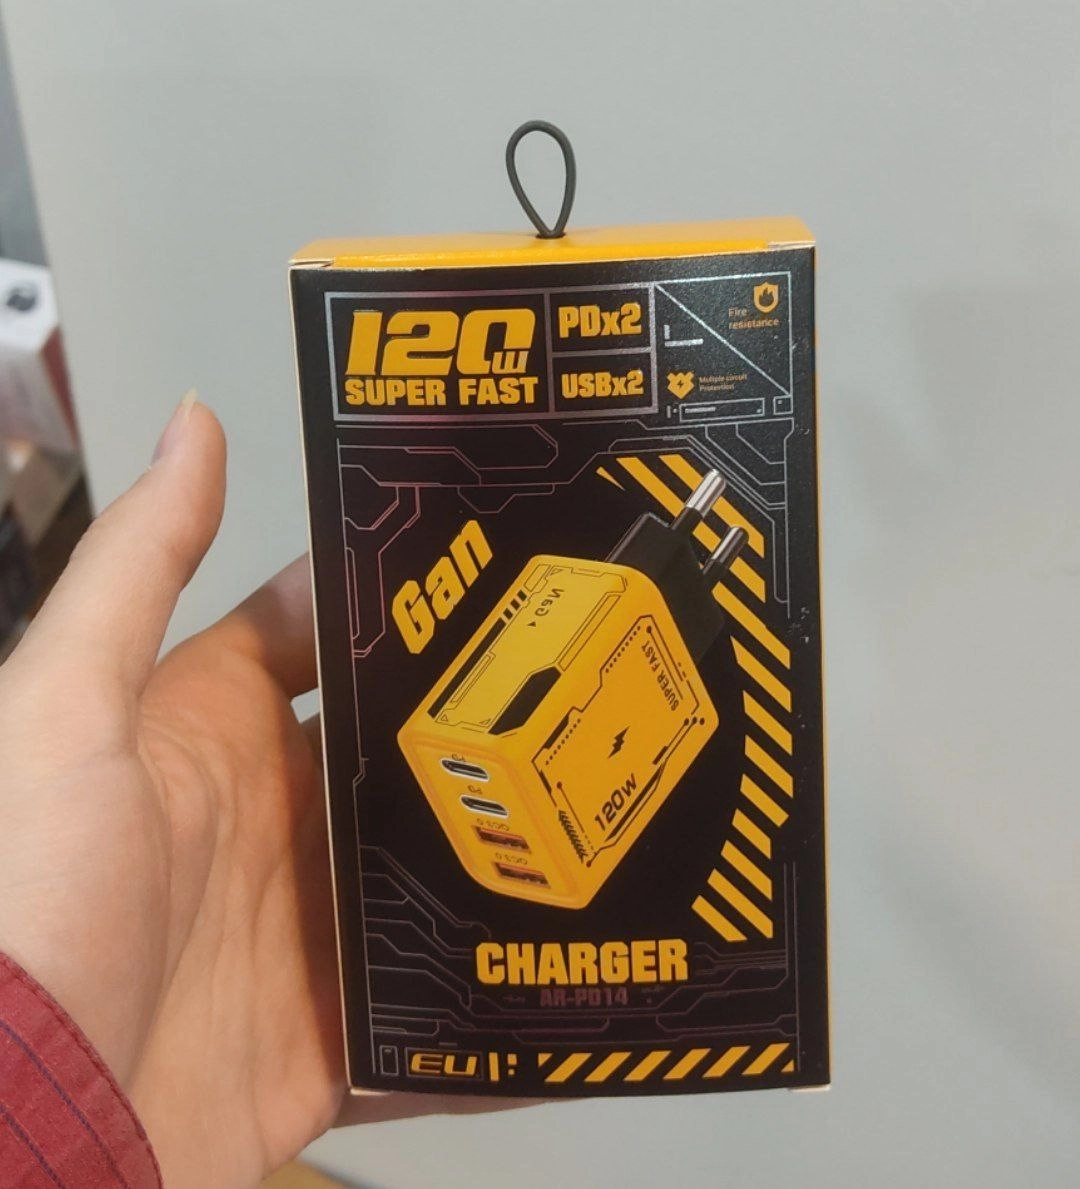 120W
SUPER FAST
PDx2
USBx2
Fire
resistance
Multiple circuit
Protection
Gan
Gen
SUPER FAST
120W
PD
PD
QC3.0
QC3.0
CHARGER
AR-PD14
EU